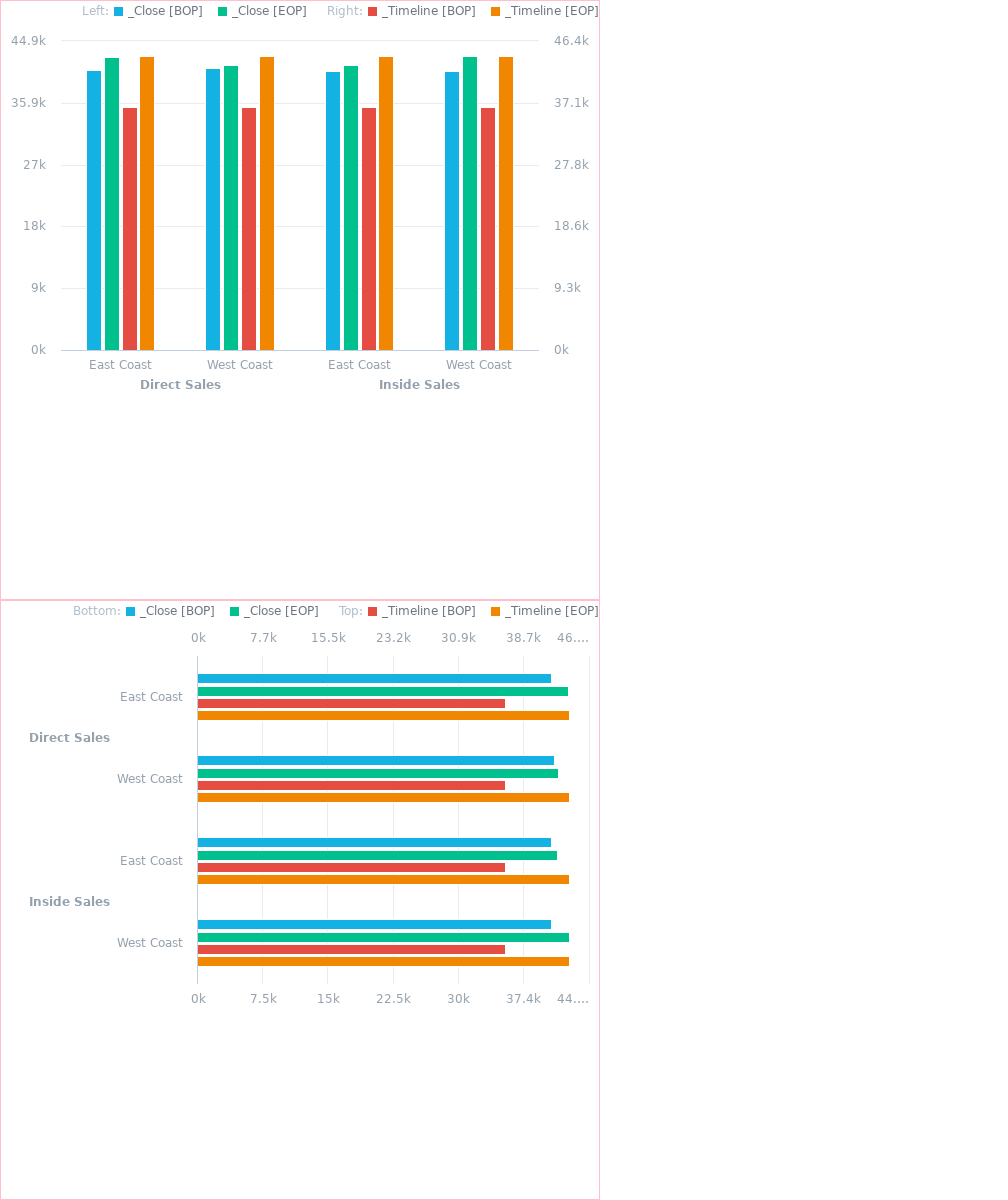 Left: _Close [BOP] _Close [EOP] Right: _Timeline [BOP] _Timeline [EOP]
44.9k 46.4k
35.9k 37.1k
27k 27.8k
18k 18.6k
9k 9.3k
0k 0k
East Coast West Coast East Coast West Coast
Direct Sales Inside Sales
Bottom: _Close [BOP] _Close [EOP] Top: _Timeline [BOP] _Timeline [EOP]
0k 7.7k 15.5k 23.2k 30.9k 38.7k 46....
East Coast
Direct Sales
West Coast
East Coast
Inside Sales
West Coast
0k 7.5k 15k 22.5k 30k 37.4k 44....